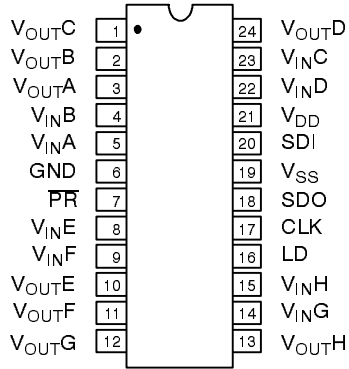 VOUTC 1 24 VOUTD
VOUTB 2 23 VINC
VOUTA 3 22 VIND
VINB 4 21 VDD
VINA 5 20 SDI
GND 6 19 VSS
PR 7 18 SDO
VINE 8 17 CLK
VINF 9 16 LD
VOUTE 10 15 VINH
VOUTF 11 14 VING
VOUTG 12 13 VOUTH